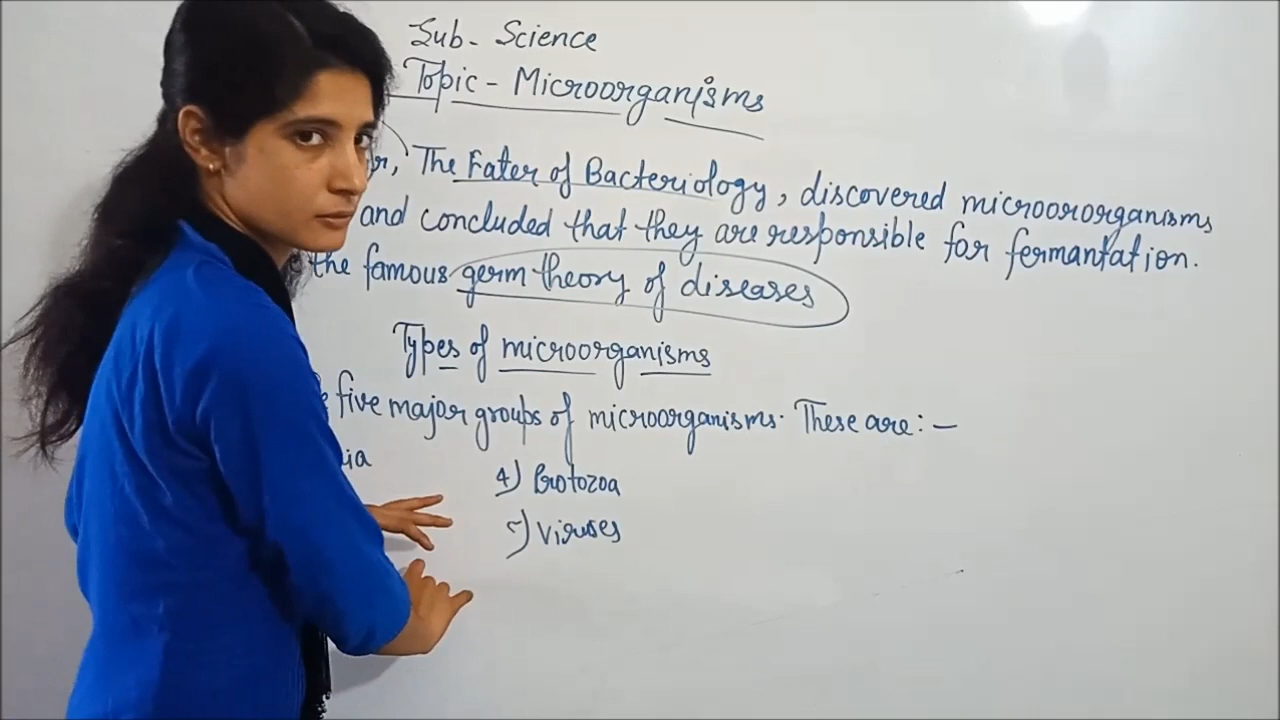 Sub- Science
Topic - Microorganisms
The Fater of Bacteriology, discovered microororganisms
and concluded that they are responsible for fermantation.
the famous germ theory of diseases
Types of microorganisms
five major groups of microorganisms. These are:-
4) Protozoa
5) Viruses